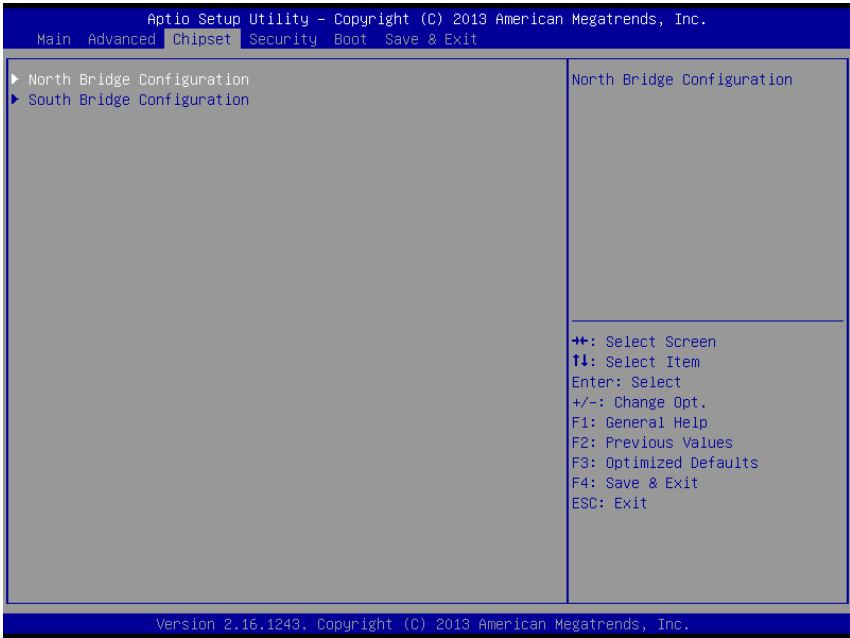 Aptio Setup Utility – Copyright (C) 2013 American Megatrends, Inc.
Main Advanced Chipset Security Boot Save & Exit
▶ North Bridge Configuration
▶ South Bridge Configuration
North Bridge Configuration
→←: Select Screen
↑↓: Select Item
Enter: Select
+/-: Change Opt.
F1: General Help
F2: Previous Values
F3: Optimized Defaults
F4: Save & Exit
ESC: Exit
Version 2.16.1243. Copyright (C) 2013 American Megatrends, Inc.